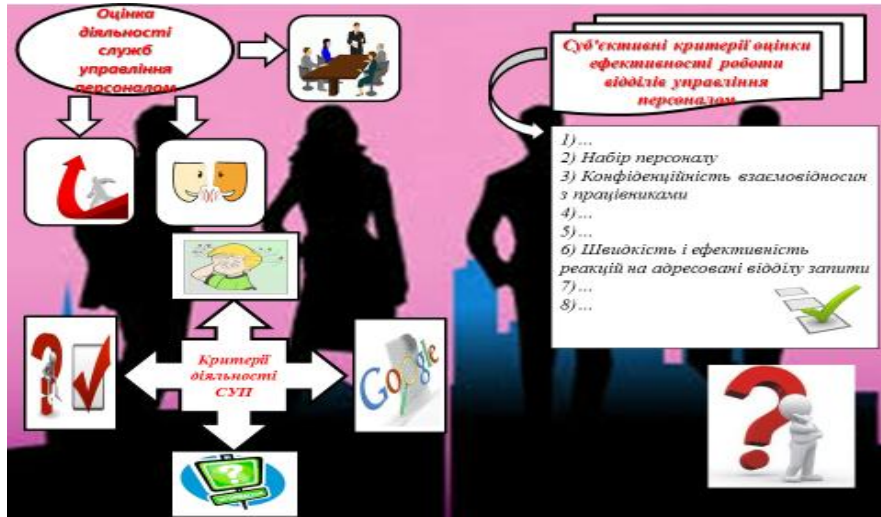 Оцінка
діяльності
служб
управління
персоналом
Суб'єктивні критерії оцінки
ефективності роботи
відділів управління
персоналом
1)...
2) Набір персоналу
3) Конфіденційність взаємовідносин
з працівниками
4)...
5)...
6) Швидкість і ефективність
реакцій на адресовані відділу запити
7)...
8)...
Критерії
діяльності
СУП
Google